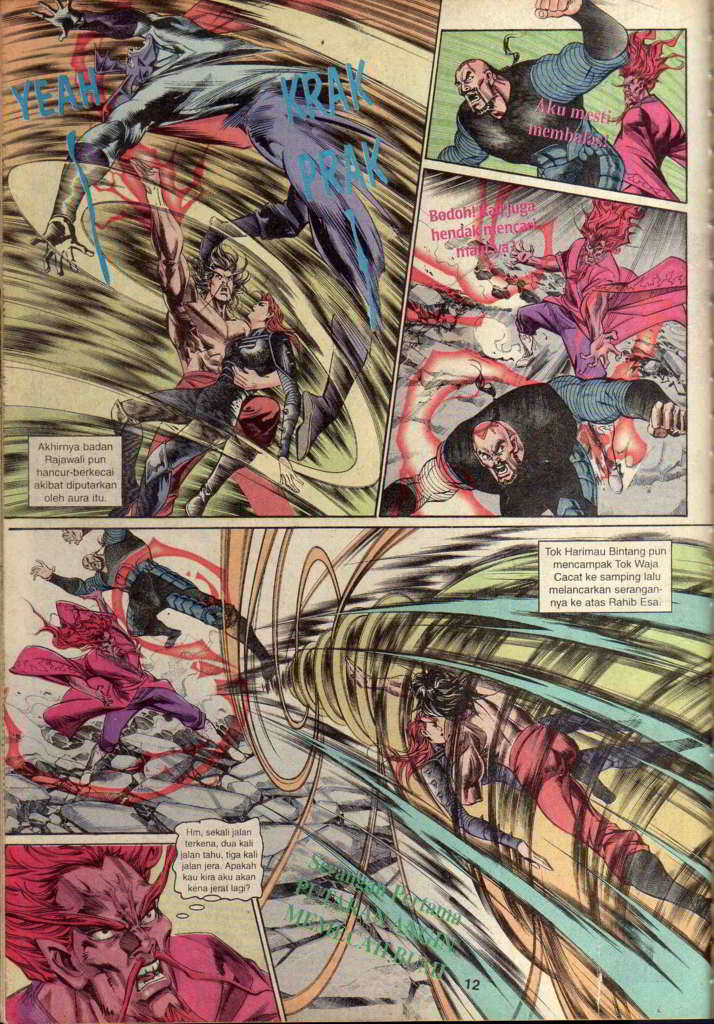 YEAH
KRAK
PRAK
Akhirnya badan
Rajawali pun
hancur-berkecai
akibat diputarkan
oleh aura itu.
Aku mesti
membalas!
Bodoh! Kau juga
hendak mencari
Tok Harimau Bintang pun
mencampak Tok Waja
Cacat ke samping lalu
melancarkan serangan-
nya ke atas Rahib Esa.
Hm, sekali jalan
terkena, dua kali
jalan tahu, tiga kali
jalan jera. Apakah
kau kira aku akan
kena jerat lagi?
Serangan Pertama
PUTARAN ANGIN
MEMECAH BUMI
12